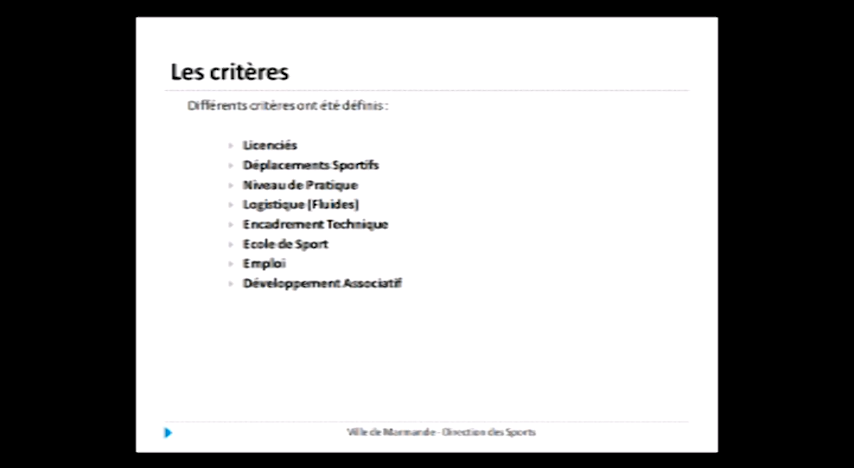 Les critères
Différents critères ont été définis :
Licenciés
Déplacements Sportifs
Niveau de Pratique
Logistique (Fluides)
Encadrement Technique
Ecole de Sport
Emploi
Développement Associatif
Ville de Marmande - Direction des Sports